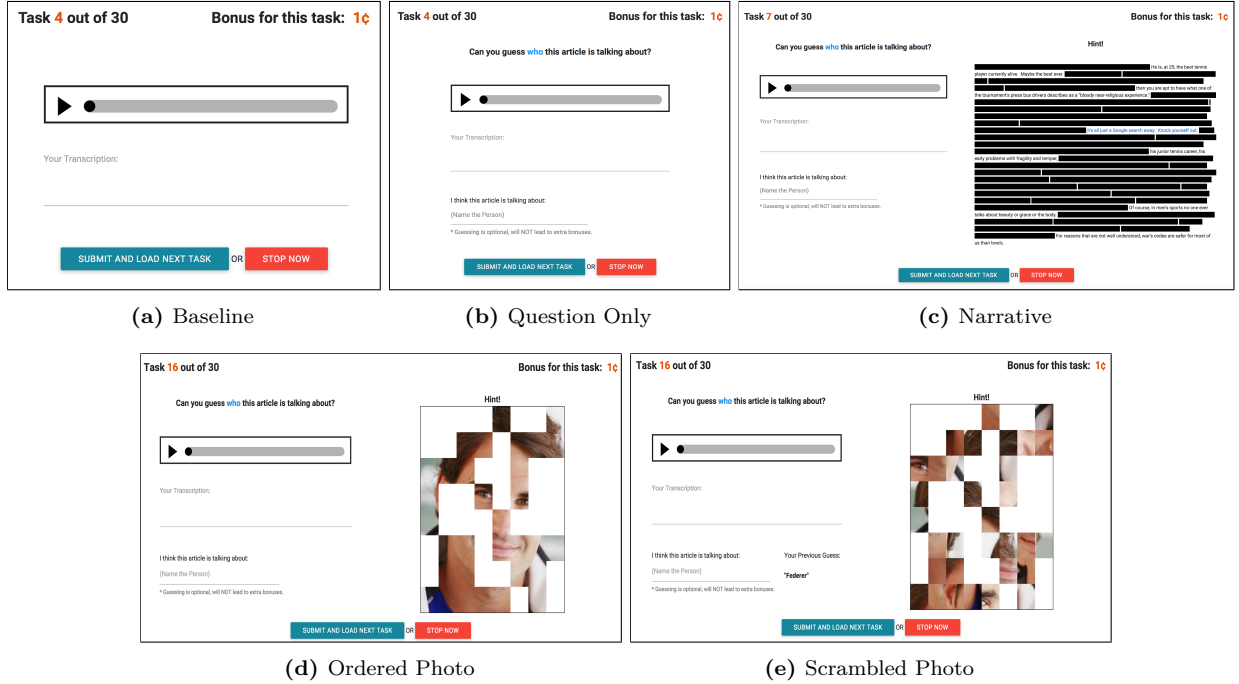 Task 4 out of 30 Bonus for this task: 1¢
Your Transcription:
SUBMIT AND LOAD NEXT TASK OR STOP NOW
(a) Baseline
Task 4 out of 30 Bonus for this task: 1¢
Can you guess who this article is talking about?
Your Transcription:
I think this article is talking about:
(Name the Person)
* Guessing is optional, will NOT lead to extra bonuses.
SUBMIT AND LOAD NEXT TASK OR STOP NOW
(b) Question Only
Task 7 out of 30 Bonus for this task: 1¢
Can you guess who this article is talking about?
Your Transcription:
I think this article is talking about:
(Name the Person)
* Guessing is optional, will NOT lead to extra bonuses.
Hint!
He is, at 25, the best tennis
player currently alive. Maybe the best ever.
then you are apt to have what one of
the tournament's press bus drivers describes as a "bloody near-religious experience."
it's all just a Google search away. Knock yourself out.
his junior tennis career, his
early problems with fragility and temper,
Of course, in men's sports no one ever
talks about beauty or grace or the body.
For reasons that are not well understood, war's codes are safer for most of
us than love's.
SUBMIT AND LOAD NEXT TASK OR STOP NOW
(c) Narrative
Task 16 out of 30 Bonus for this task: 1¢
Can you guess who this article is talking about?
Your Transcription:
I think this article is talking about:
(Name the Person)
* Guessing is optional, will NOT lead to extra bonuses.
Hint!
SUBMIT AND LOAD NEXT TASK OR STOP NOW
(d) Ordered Photo
Task 16 out of 30 Bonus for this task: 1¢
Can you guess who this article is talking about?
Your Transcription:
I think this article is talking about: Your Previous Guess:
(Name the Person) "Federer"
* Guessing is optional, will NOT lead to extra bonuses.
Hint!
SUBMIT AND LOAD NEXT TASK OR STOP NOW
(e) Scrambled Photo